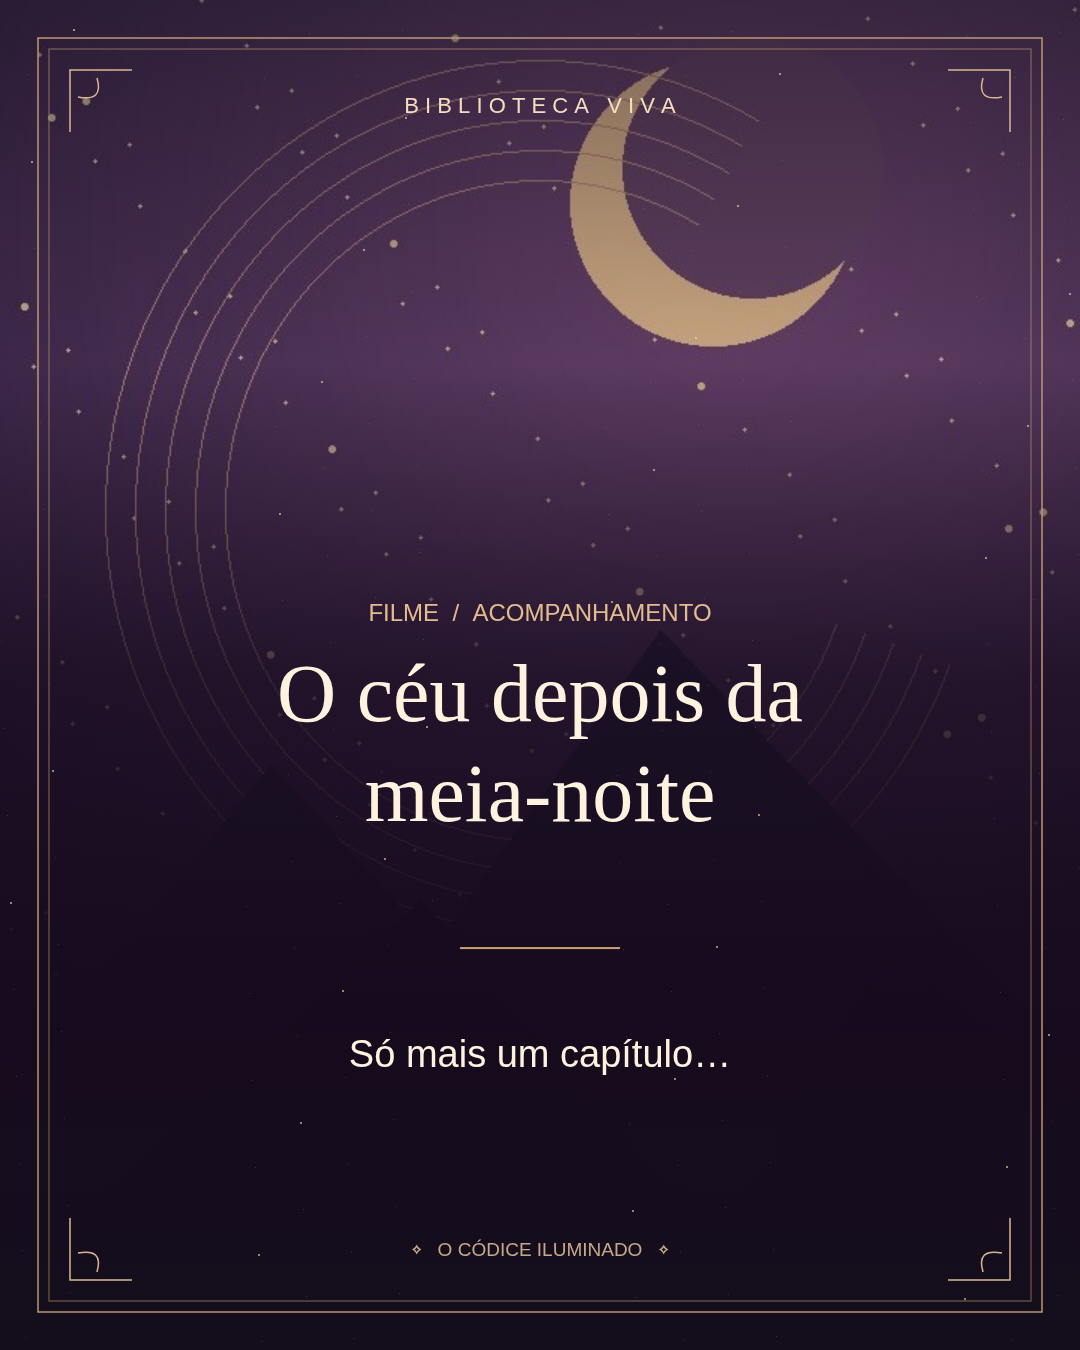 BIBLIOTECA VIVA
FILME / ACOMPANHAMENTO
O céu depois da
meia-noite
Só mais um capítulo…
✧ O CÓDICE ILUMINADO ✧